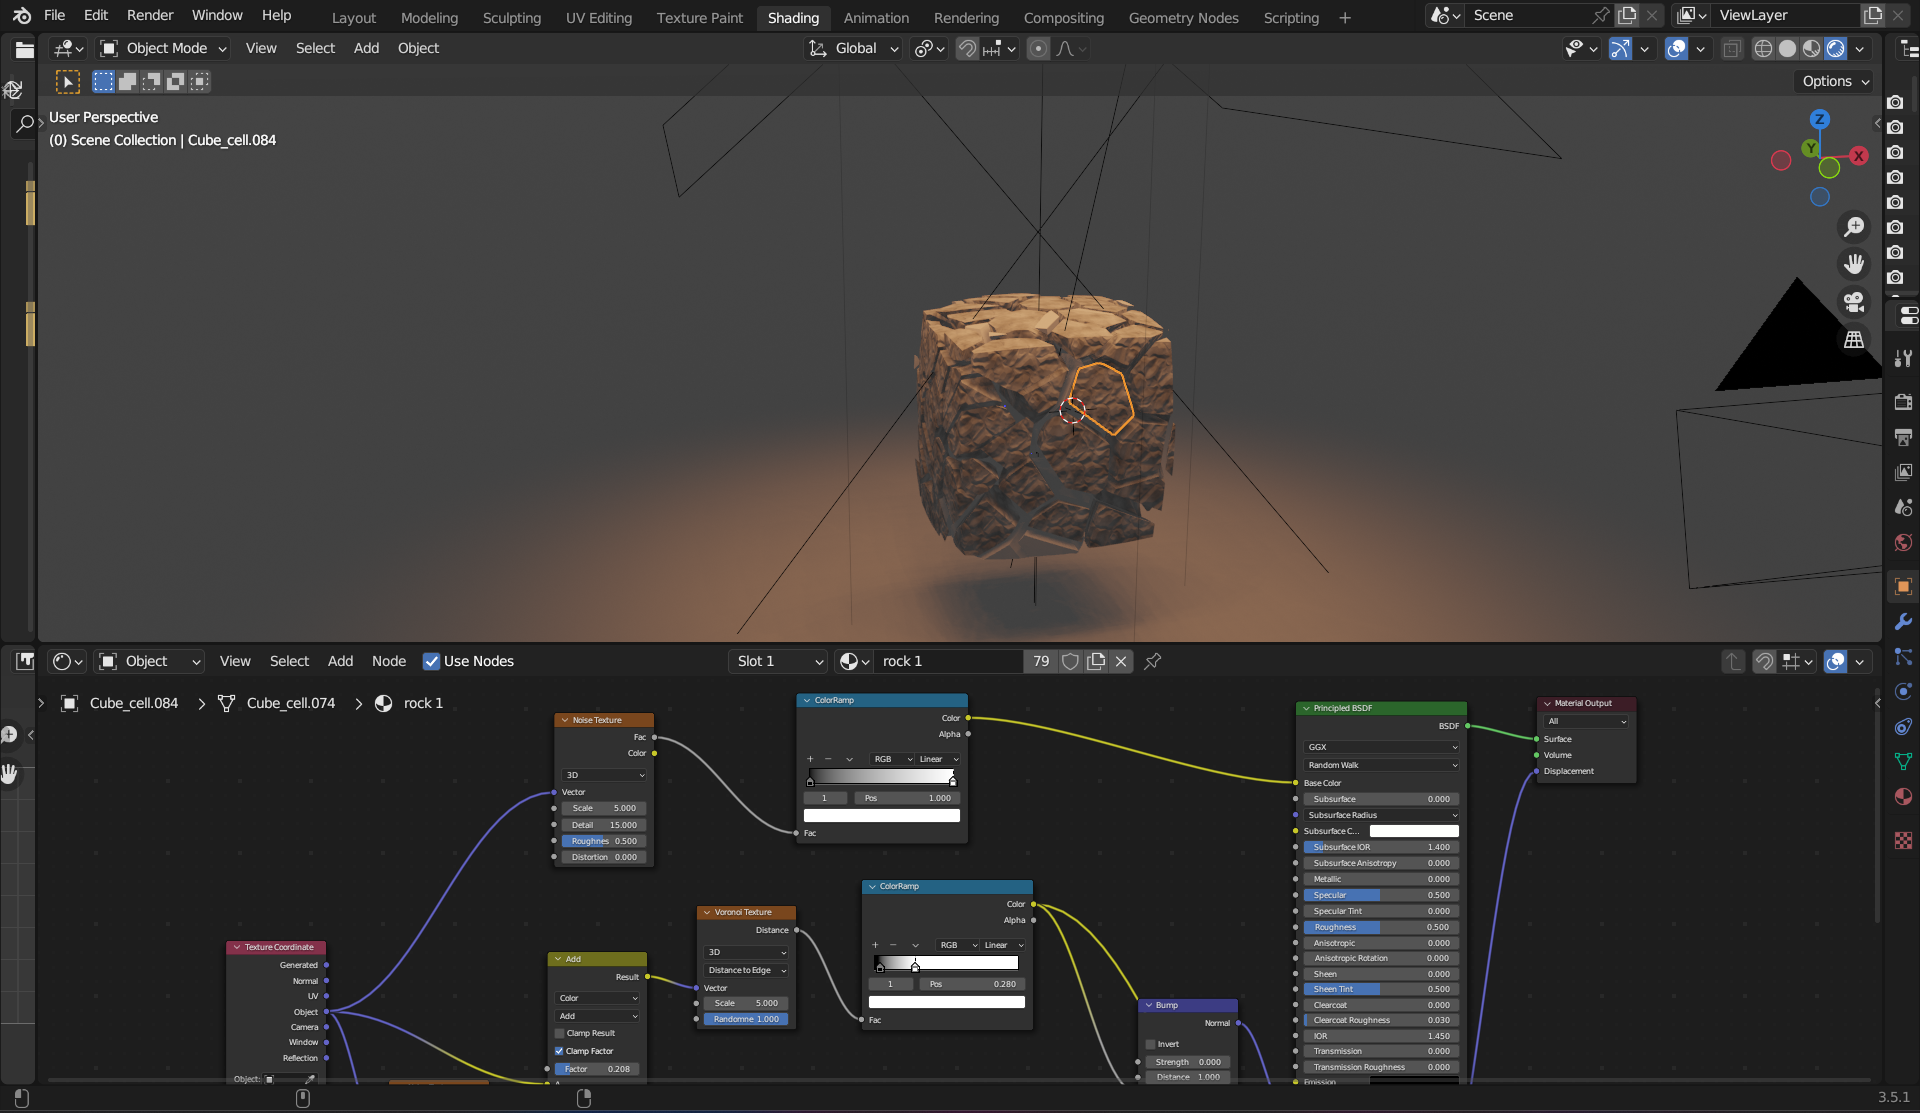 File Edit Render Window Help Layout Modeling Sculpting UV Editing Texture Paint Shading Animation Rendering Compositing Geometry Nodes Scripting + Scene ViewLayer
Object Mode View Select Add Object Global
Options
User Perspective
(0) Scene Collection | Cube_cell.084
Z
Y
X
Object View Select Add Node Use Nodes Slot 1 rock 1 79
Cube_cell.084 > Cube_cell.074 > rock 1
Noise Texture
Fac
Color
3D
Vector
Scale 5.000
Detail 15.000
Roughnes 0.500
Distortion 0.000
ColorRamp
Color
Alpha
RGB Linear
1 Pos 1.000
Fac
Texture Coordinate
Generated
Normal
UV
Object
Camera
Window
Reflection
Object:
Add
Result
Color
Add
Clamp Result
Clamp Factor
Factor 0.208
Voronoi Texture
Distance
3D
Distance to Edge
Vector
Scale 5.000
Randomne 1.000
ColorRamp
Color
Alpha
RGB Linear
1 Pos 0.280
Fac
Bump
Normal
Invert
Strength 0.000
Distance 1.000
Principled BSDF
BSDF
GGX
Random Walk
Base Color
Subsurface 0.000
Subsurface Radius
Subsurface C...
Subsurface IOR 1.400
Subsurface Anisotropy 0.000
Metallic 0.000
Specular 0.500
Specular Tint 0.000
Roughness 0.500
Anisotropic 0.000
Anisotropic Rotation 0.000
Sheen 0.000
Sheen Tint 0.500
Clearcoat 0.000
Clearcoat Roughness 0.030
IOR 1.450
Transmission 0.000
Transmission Roughness 0.000
Emission
Material Output
All
Surface
Volume
Displacement
3.5.1